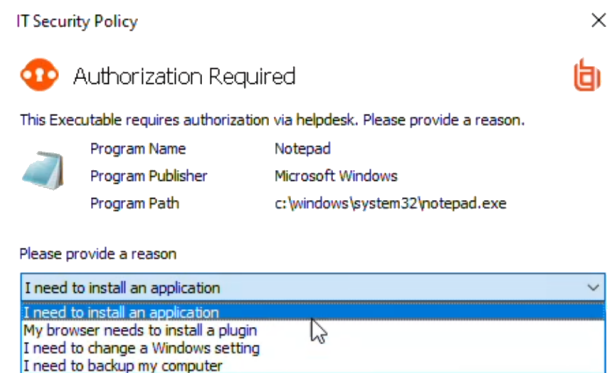 IT Security Policy
Authorization Required
This Executable requires authorization via helpdesk. Please provide a reason.
Program Name Notepad
Program Publisher Microsoft Windows
Program Path c:\windows\system32\notepad.exe
Please provide a reason
I need to install an application
I need to install an application
My browser needs to install a plugin
I need to change a Windows setting
I need to backup my computer